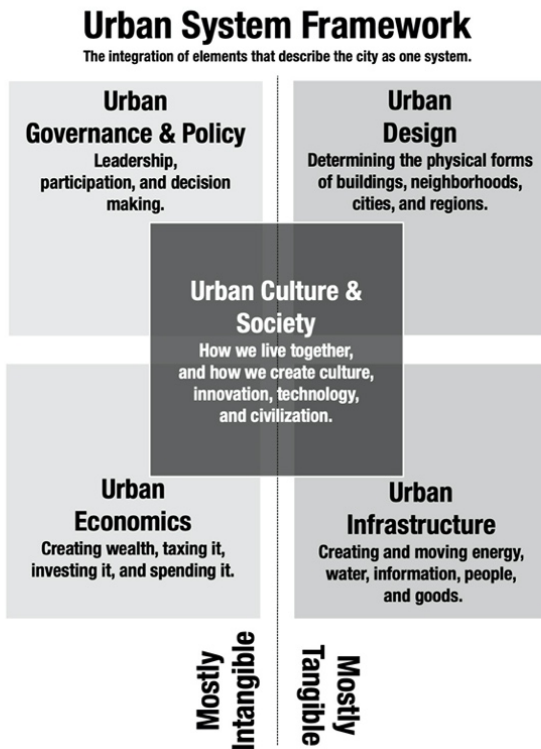 Urban System Framework
The integration of elements that describe the city as one system.
Urban
Governance & Policy
Leadership,
participation, and decision
making.
Urban
Design
Determining the physical forms
of buildings, neighborhoods,
cities, and regions.
Urban Culture &
Society
How we live together,
and how we create culture,
innovation, technology,
and civilization.
Urban
Economics
Creating wealth, taxing it,
investing it, and spending it.
Urban
Infrastructure
Creating and moving energy,
water, information, people,
and goods.
Mostly
Intangible
Mostly
Tangible